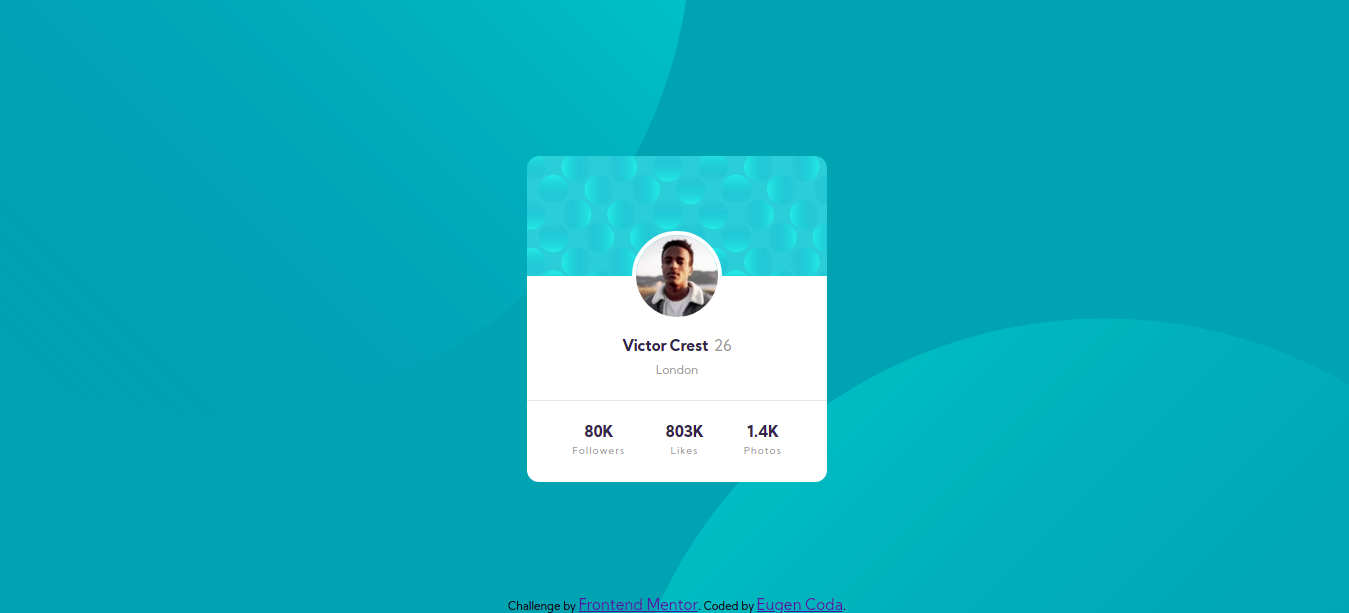 Victor Crest 26
London
80K 803K 1.4K
Followers Likes Photos
Challenge by Frontend Mentor. Coded by Eugen Coda.